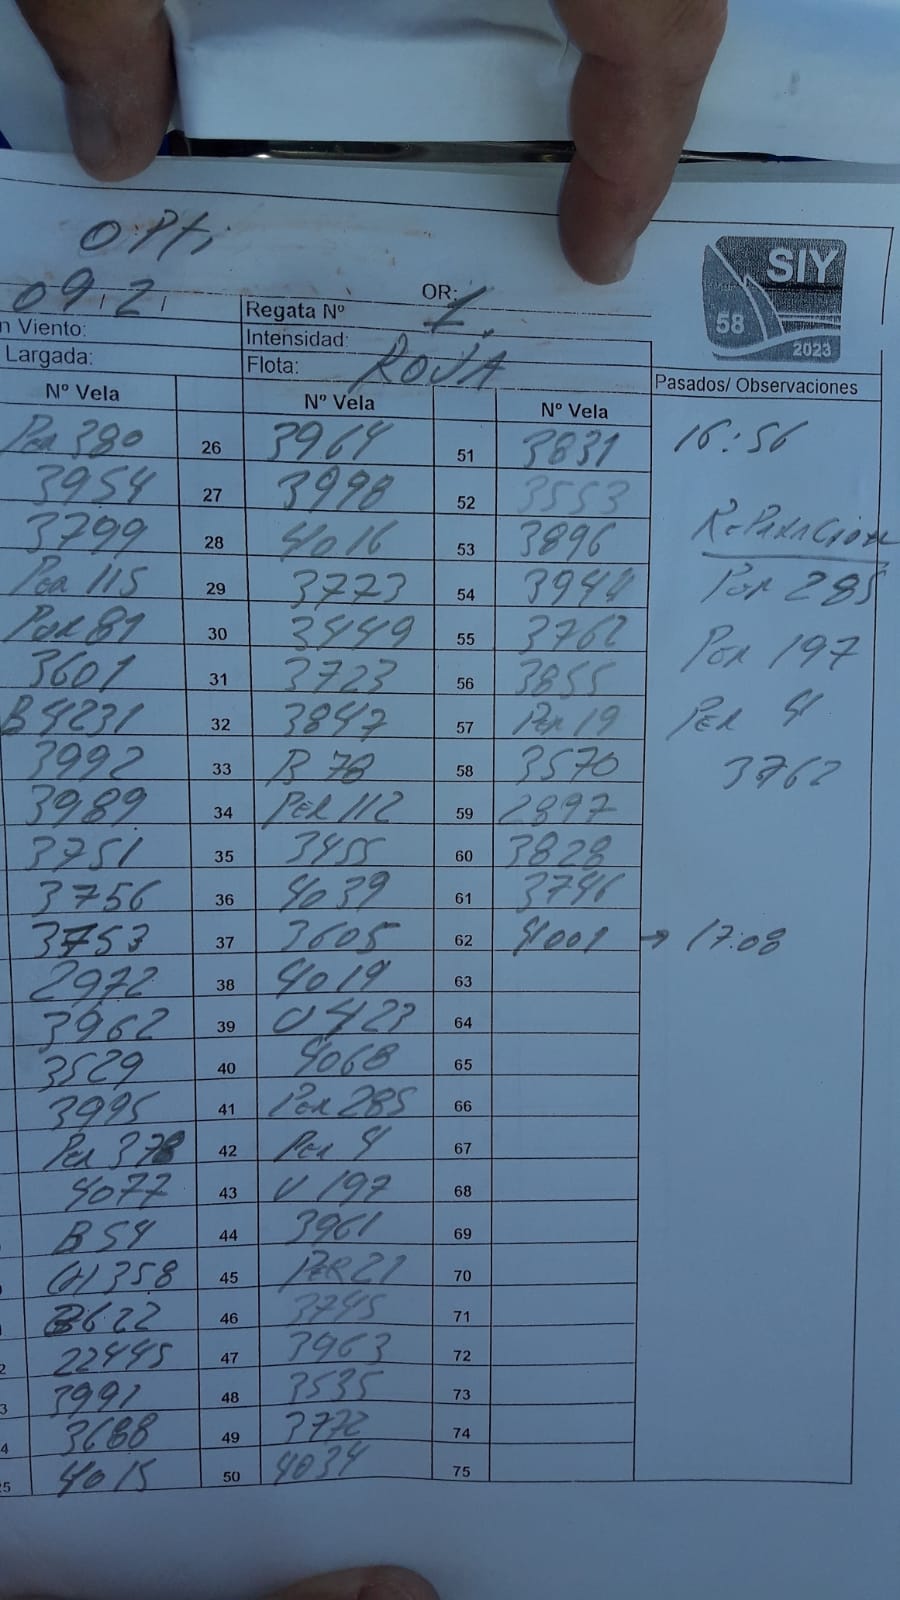 OPti
09/2/
OR:
Regata Nº 1.
n Viento:
Intensidad:
Largada:
Flota: ROJA
SIY
58
2023
Nº Vela
Nº Vela
Nº Vela
Pasados/ Observaciones
Per 380 26 3964 51 3831 16:56
3954 27 3998 52 3553
3799 28 4016 53 3896 Reparación
Per 115 29 3773 54 3944 Per 285
Per 81 30 3449 55 3762 Per 197
3601 31 3723 56 3855
B 4231 32 3847 57 Per 19 Per 4
3992 33 B 78 58 3570 3762
3989 34 PER 112 59 2897
3751 35 3455 60 3828
3756 36 4039 61 3746
3753 37 3605 62 4001 → 17:08
2972 38 4019 63
3962 39 U 423 64
3529 40 4068 65
3995 41 Per 285 66
Per 378 42 Per 4 67
4077 43 U 197 68
B 54 44 3961 69
358 45 PER 21 70
622 46 3745 71
2 22445 47 3963 72
3 3991 48 3535 73
4 3688 49 3772 74
25 4015 50 4034 75